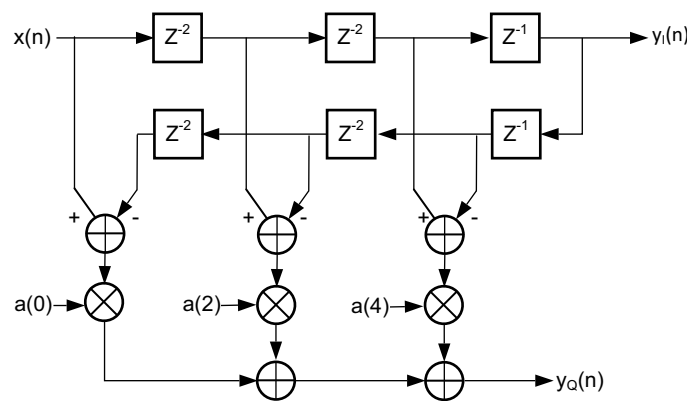 x(n) Z⁻² Z⁻² Z⁻¹ yI(n)
Z⁻² Z⁻² Z⁻¹
+ - + - + -
a(0) a(2) a(4)
yQ(n)